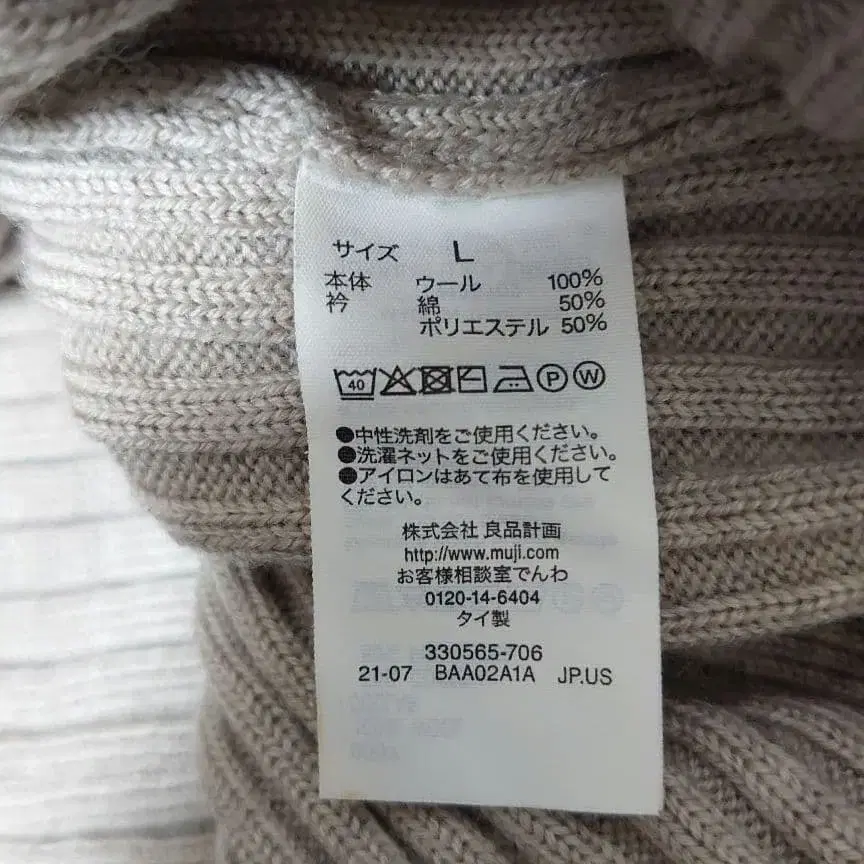 サイズ L
本体 ウール 100%
衿 綿 50%
ポリエステル 50%
40 P W
●中性洗剤をご使用ください。
●洗濯ネットをご使用ください。
●アイロンはあて布を使用して
ください。
株式会社 良品計画
http://www.muji.com
お客様相談室でんわ
0120-14-6404
タイ製
330565-706
21-07 BAA02A1A JP.US